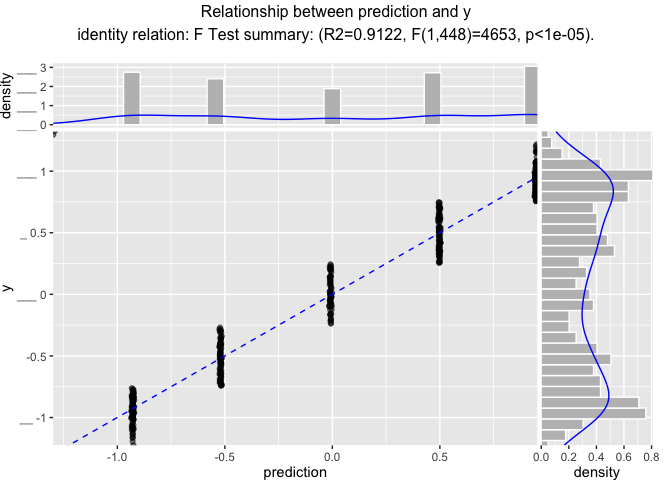 Relationship between prediction and y
identity relation: F Test summary: (R2=0.9122, F(1,448)=4653, p<1e-05).
density
3
2
1
0
y
1
0.5
0
-0.5
-1
-1.0 -0.5 0.0 0.5
prediction
0.0 0.2 0.4 0.6 0.8
density